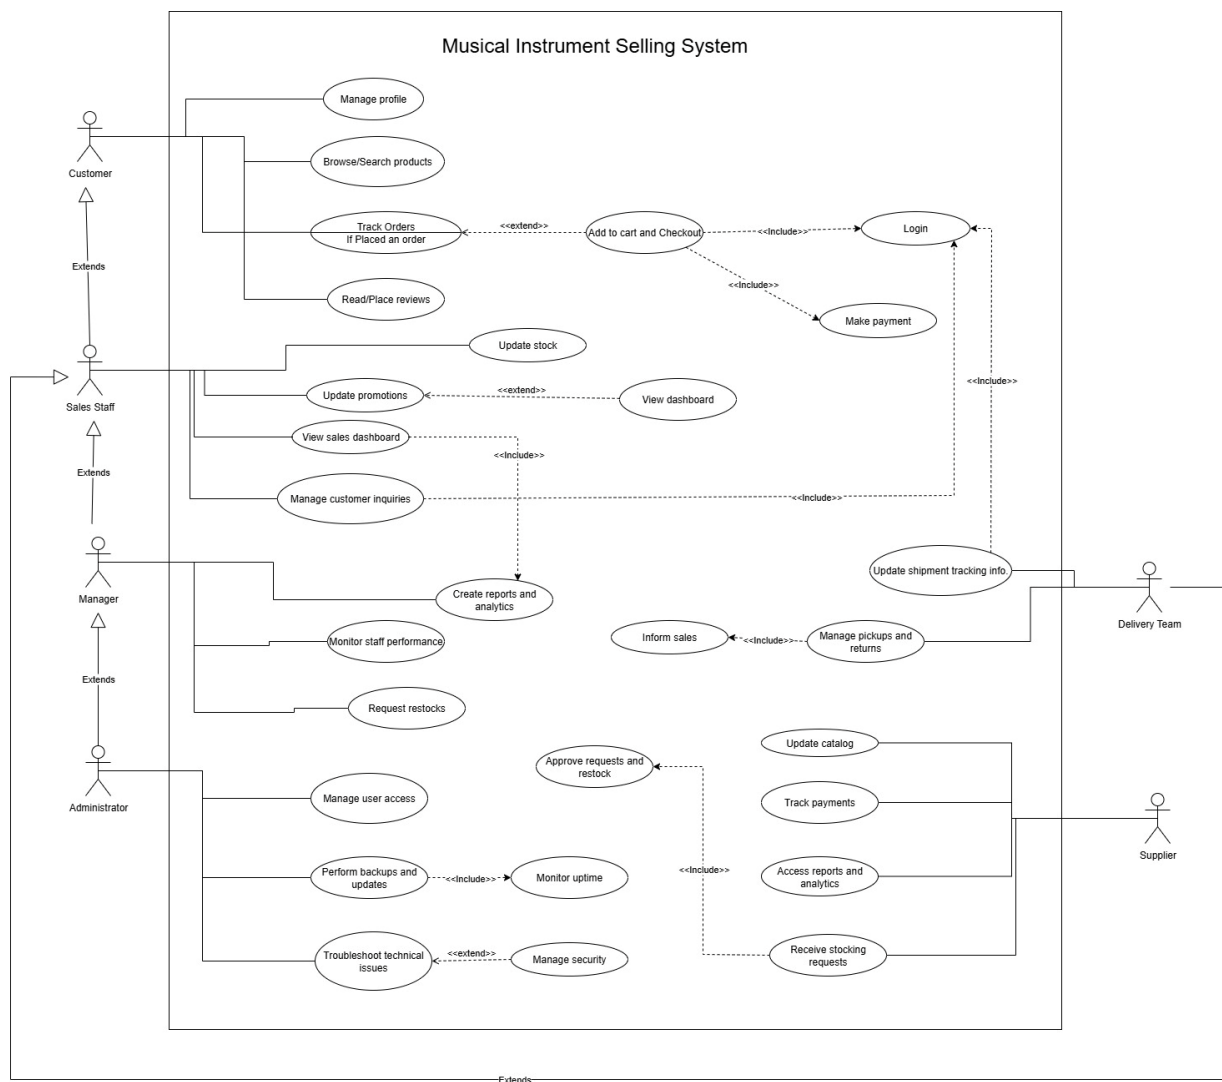 Musical Instrument Selling System
Manage profile
Customer
Browse/Search products
Track Orders
If Placed an order
<<extend>>
Add to cart and Checkout
<<Include>>
Login
Extends
<<Include>>
Read/Place reviews
Make payment
Update stock
Sales Staff
Update promotions
<<extend>>
View dashboard
<<Include>>
View sales dashboard
<<Include>>
Extends
Manage customer inquiries
<<Include>>
Manager
Create reports and
analytics
Update shipment tracking info.
Delivery Team
Monitor staff performance
Inform sales
<<Include>>
Manage pickups and
returns
Extends
Request restocks
Update catalog
Approve requests and
restock
Administrator
Manage user access
Track payments
Supplier
Perform backups and
updates
<<Include>>
Monitor uptime
<<Include>>
Access reports and
analytics
Troubleshoot technical
issues
<<extend>>
Manage security
Receive stocking
requests
Extends